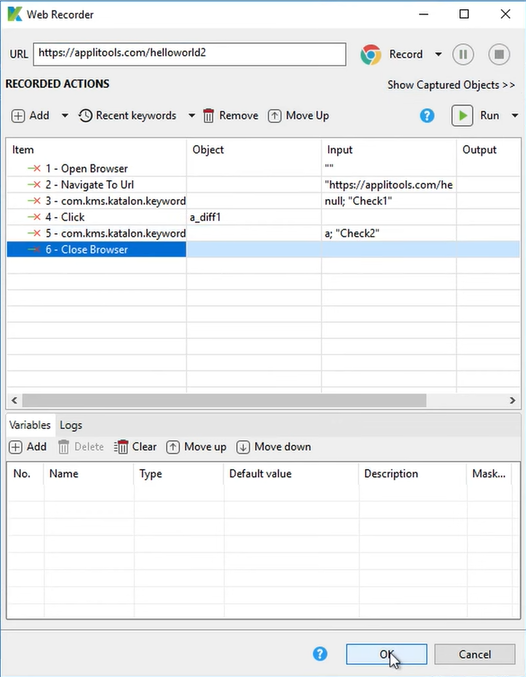 Web Recorder
URL https://applitools.com/helloworld2 Record
RECORDED ACTIONS Show Captured Objects >>
Add Recent keywords Remove Move Up ? Run
Item Object Input Output
1 - Open Browser ""
2 - Navigate To Url "https://applitools.com/he
3 - com.kms.katalon.keyword null; "Check1"
4 - Click a_diff1
5 - com.kms.katalon.keyword a; "Check2"
6 - Close Browser
Variables Logs
Add Delete Clear Move up Move down
No. Name Type Default value Description Mask...
? OK Cancel